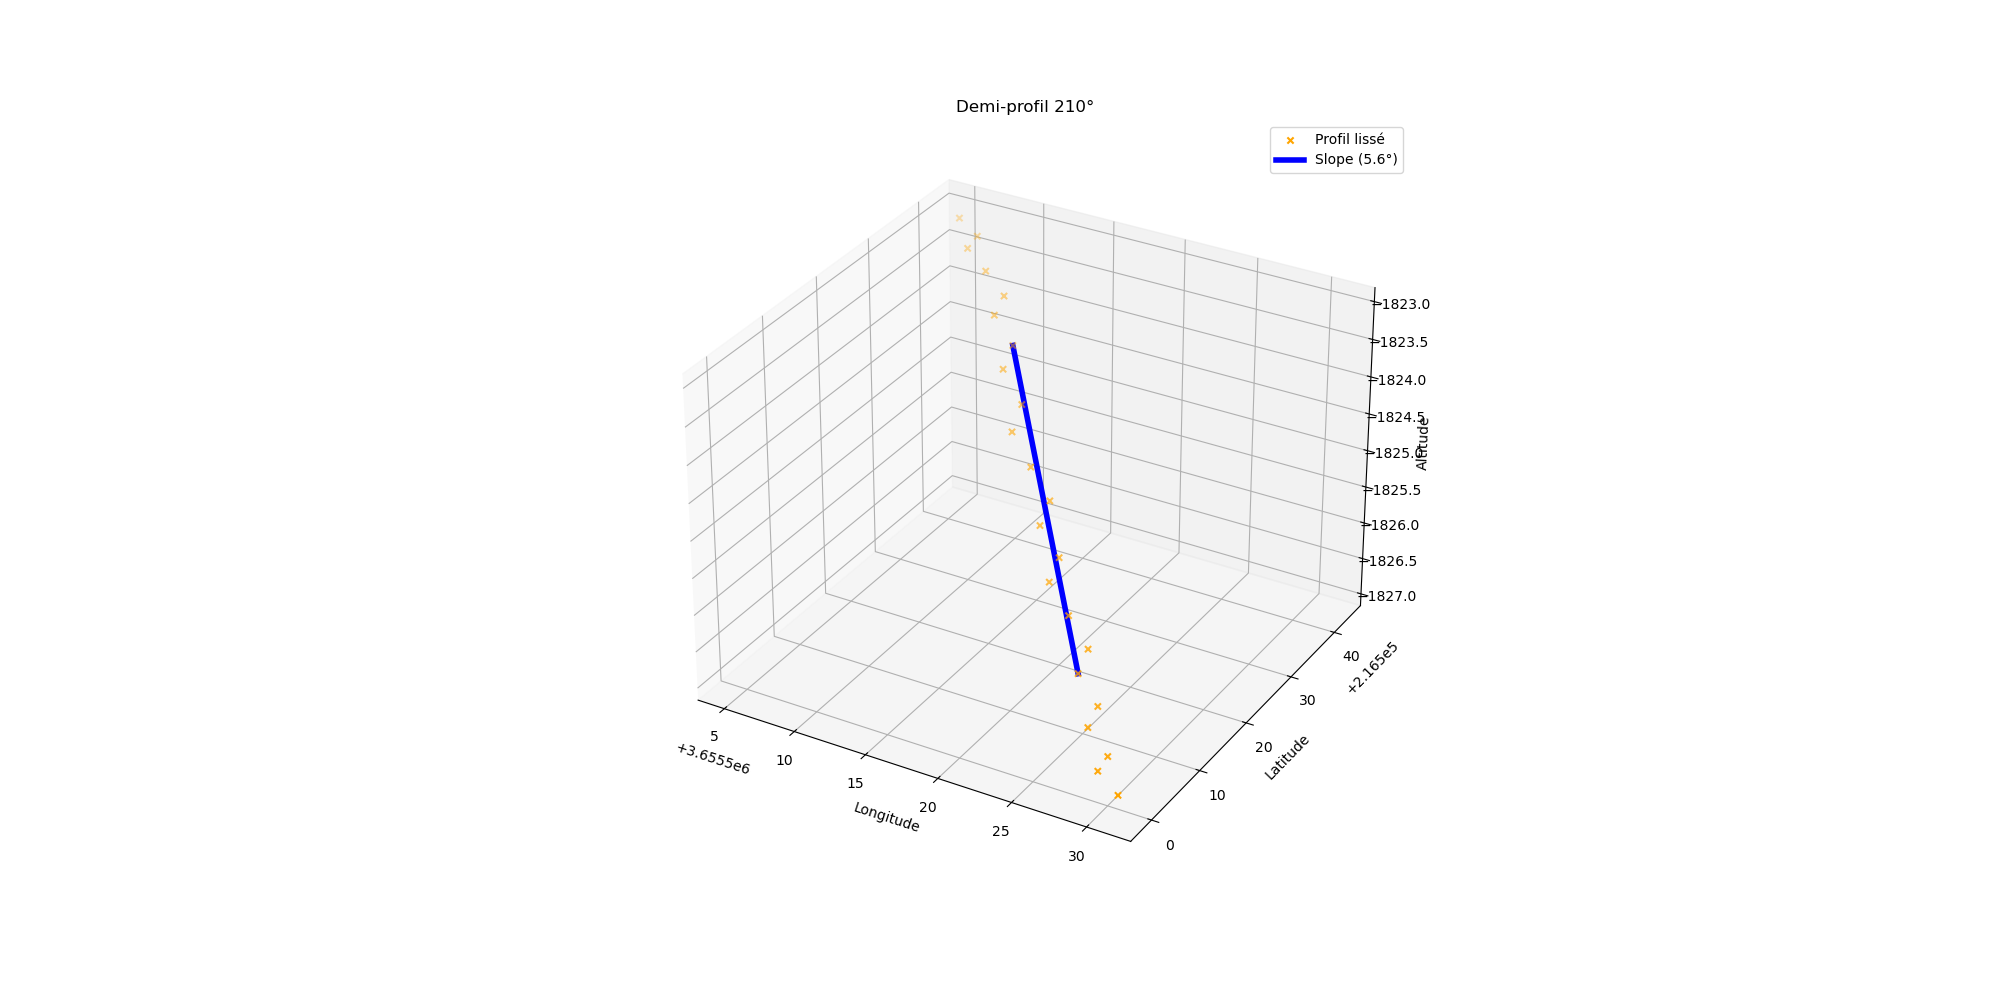 Demi-profil 210°
Profil lissé
Slope (5.6°)
−1823.0
−1823.5
−1824.0
−1824.5
−1825.0
−1825.5
−1826.0
−1826.5
−1827.0
Altitude
40
30
20
10
0
+2.165e5
Latitude
5
10
15
20
25
30
+3.6555e6
Longitude